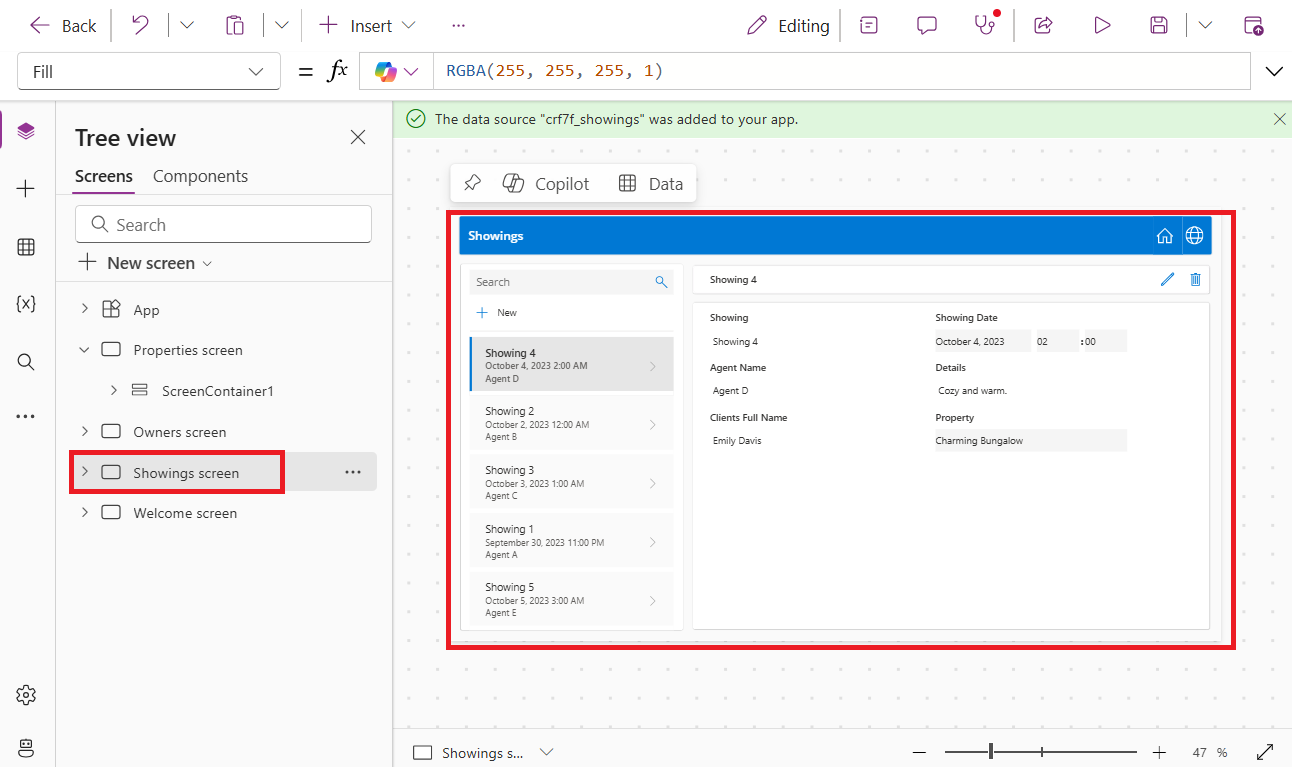 Back
Insert
Editing
Fill
= fx
RGBA(255, 255, 255, 1)
Tree view
Screens
Components
Search
New screen
App
Properties screen
ScreenContainer1
Owners screen
Showings screen
Welcome screen
The data source "crf7f_showings" was added to your app.
Copilot
Data
Showings
Search
New
Showing 4
October 4, 2023 2:00 AM
Agent D
Showing 2
October 2, 2023 12:00 AM
Agent B
Showing 3
October 3, 2023 1:00 AM
Agent C
Showing 1
September 30, 2023 11:00 PM
Agent A
Showing 5
October 5, 2023 3:00 AM
Agent E
Showing 4
Showing
Showing 4
Showing Date
October 4, 2023 02 : 00
Agent Name
Agent D
Details
Cozy and warm.
Clients Full Name
Emily Davis
Property
Charming Bungalow
Showings s...
47 %